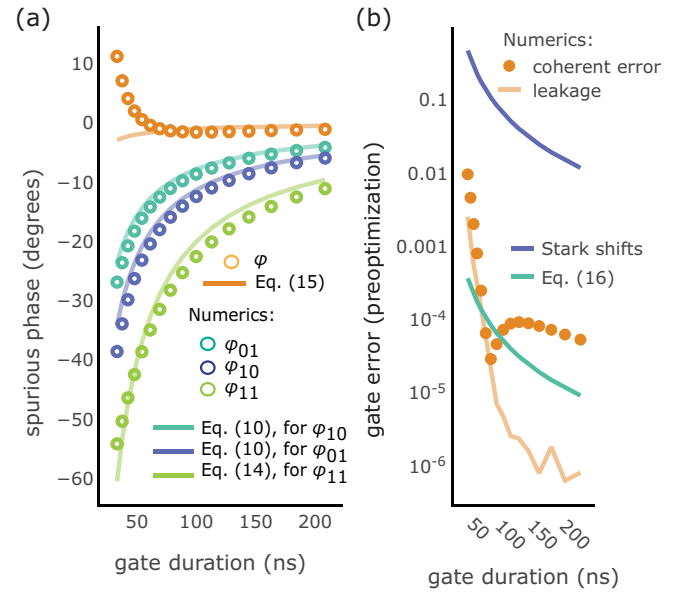 (a)
10
0
−10
−20
−30
−40
−50
−60
spurious phase (degrees)
φ
Eq. (15)
Numerics:
φ01
φ10
φ11
Eq. (10), for φ10
Eq. (10), for φ01
Eq. (14), for φ11
50
100
150
200
gate duration (ns)
(b)
Numerics:
coherent error
leakage
0.1
0.01
0.001
10-4
10-5
10-6
gate error (preoptimization)
Stark shifts
Eq. (16)
50
100
150
200
gate duration (ns)